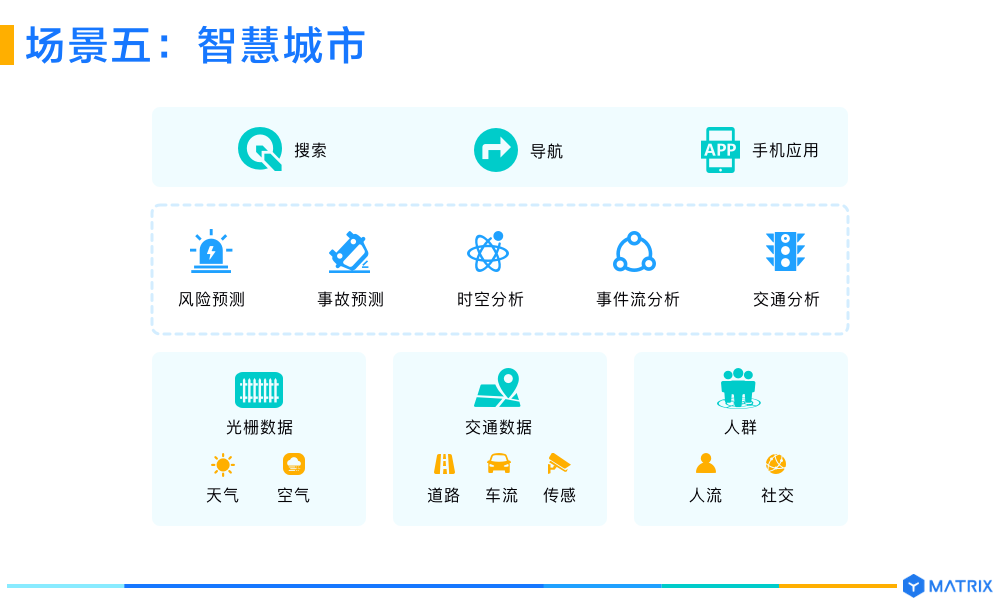 场景五：智慧城市
搜索
导航
APP
手机应用
风险预测
事故预测
时空分析
事件流分析
交通分析
光栅数据
交通数据
人群
天气
空气
道路
车流
传感
人流
社交
MATRIX